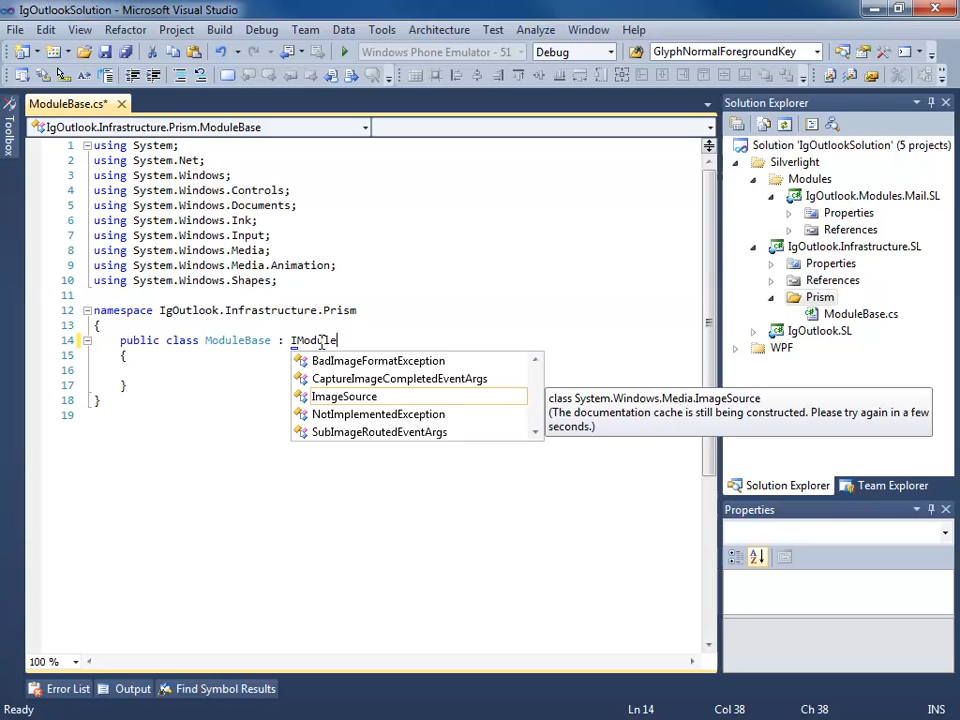 IgOutlookSolution - Microsoft Visual Studio
File Edit View Refactor Project Build Debug Team Data Tools Architecture Test Analyze Window Help
Windows Phone Emulator - 51 Debug GlyphNormalForegroundKey
Toolbox
ModuleBase.cs*
IgOutlook.Infrastructure.Prism.ModuleBase
1 using System;
2 using System.Net;
3 using System.Windows;
4 using System.Windows.Controls;
5 using System.Windows.Documents;
6 using System.Windows.Ink;
7 using System.Windows.Input;
8 using System.Windows.Media;
9 using System.Windows.Media.Animation;
10 using System.Windows.Shapes;
11
12 namespace IgOutlook.Infrastructure.Prism
13 {
14 public class ModuleBase : IModule
15 {
16
17 }
18 }
19
BadImageFormatException
CaptureImageCompletedEventArgs
ImageSource
NotImplementedException
SubImageRoutedEventArgs
class System.Windows.Media.ImageSource
(The documentation cache is still being constructed. Please try again in a few
seconds.)
100 %
Solution Explorer
Solution 'IgOutlookSolution' (5 projects)
Silverlight
Modules
IgOutlook.Modules.Mail.SL
Properties
References
IgOutlook.Infrastructure.SL
Properties
References
Prism
ModuleBase.cs
IgOutlook.SL
WPF
Solution Explorer Team Explorer
Properties
Error List Output Find Symbol Results
Ready Ln 14 Col 38 Ch 38 INS